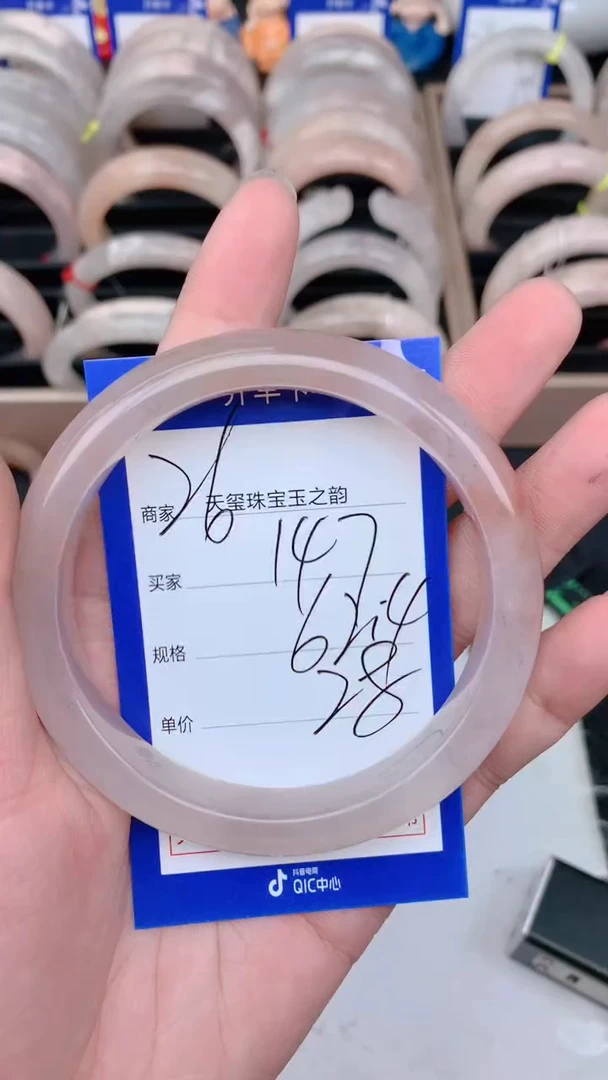 26
商家 天玺珠宝玉之韵
买家 147
规格 62.4
单价 28
抖音电商
QIC中心